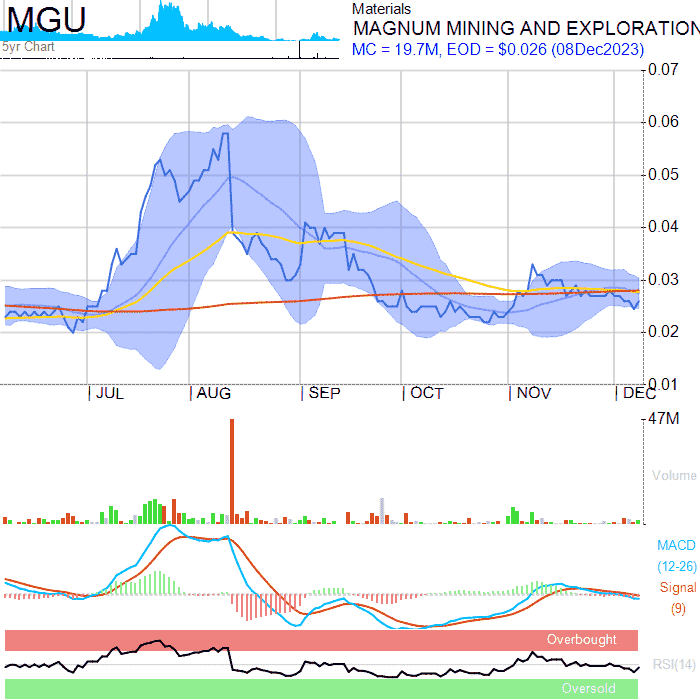 MGU
5yr Chart
Materials
MAGNUM MINING AND EXPLORATION
MC = 19.7M, EOD = $0.026 (08Dec2023)
0.07
0.06
0.05
0.04
0.03
0.02
0.01
JUL AUG SEP OCT NOV DEC
47M
Volume
MACD
(12-26)
Signal
(9)
Overbought
RSI(14)
Oversold